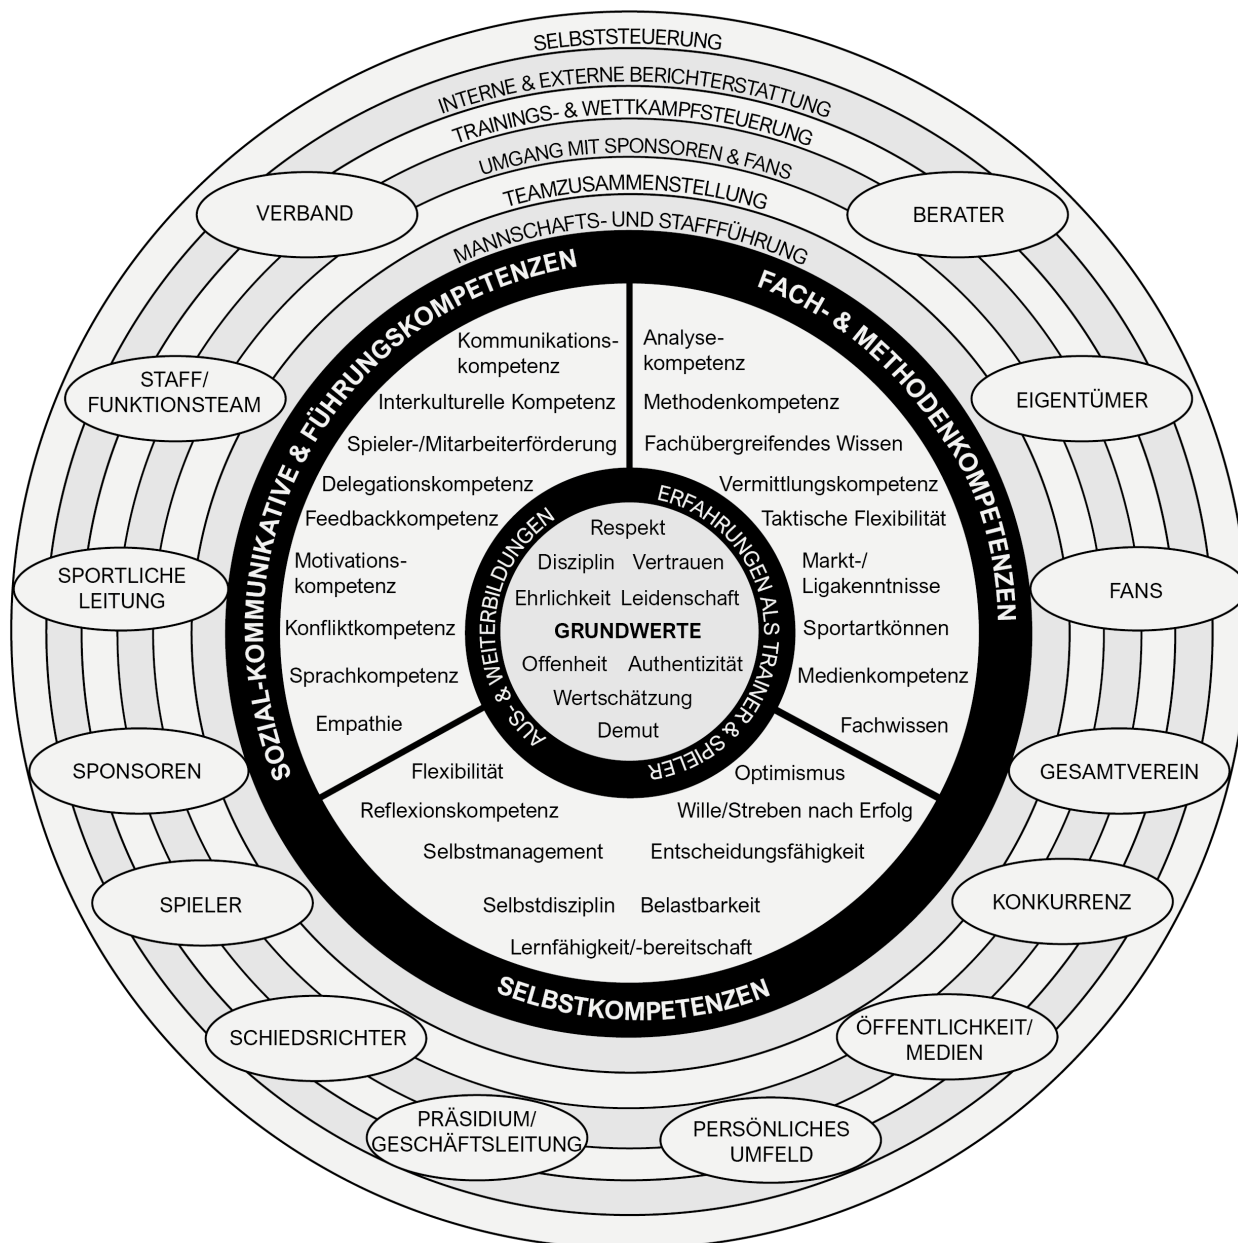 SELBSTSTEUERUNG
INTERNE & EXTERNE BERICHTERSTATTUNG
TRAININGS- & WETTKAMPFSTEUERUNG
UMGANG MIT SPONSOREN & FANS
TEAMZUSAMMENSTELLUNG
MANNSCHAFTS- UND STAFFFÜHRUNG
VERBAND
BERATER
STAFF/
FUNKTIONSTEAM
EIGENTÜMER
SPORTLICHE
LEITUNG
FANS
SPONSOREN
GESAMTVEREIN
SPIELER
KONKURRENZ
SCHIEDSRICHTER
ÖFFENTLICHKEIT/
MEDIEN
PRÄSIDIUM/
GESCHÄFTSLEITUNG
PERSÖNLICHES
UMFELD
SOZIAL-KOMMUNIKATIVE & FÜHRUNGSKOMPETENZEN
Kommunikations-
kompetenz
Interkulturelle Kompetenz
Spieler-/Mitarbeiterförderung
Delegationskompetenz
Feedbackkompetenz
Motivations-
kompetenz
Konfliktkompetenz
Sprachkompetenz
Empathie
FACH- & METHODENKOMPETENZEN
Analyse-
kompetenz
Methodenkompetenz
Fachübergreifendes Wissen
Vermittlungskompetenz
Taktische Flexibilität
Markt-/
Ligakenntnisse
Sportartkönnen
Medienkompetenz
Fachwissen
SELBSTKOMPETENZEN
Flexibilität
Optimismus
Reflexionskompetenz
Wille/Streben nach Erfolg
Selbstmanagement
Entscheidungsfähigkeit
Selbstdisziplin
Belastbarkeit
Lernfähigkeit/-bereitschaft
AUS- & WEITERBILDUNGEN
ERFAHRUNGEN ALS TRAINER & SPIELER
Respekt
Disziplin Vertrauen
Ehrlichkeit Leidenschaft
GRUNDWERTE
Offenheit Authentizität
Wertschätzung
Demut